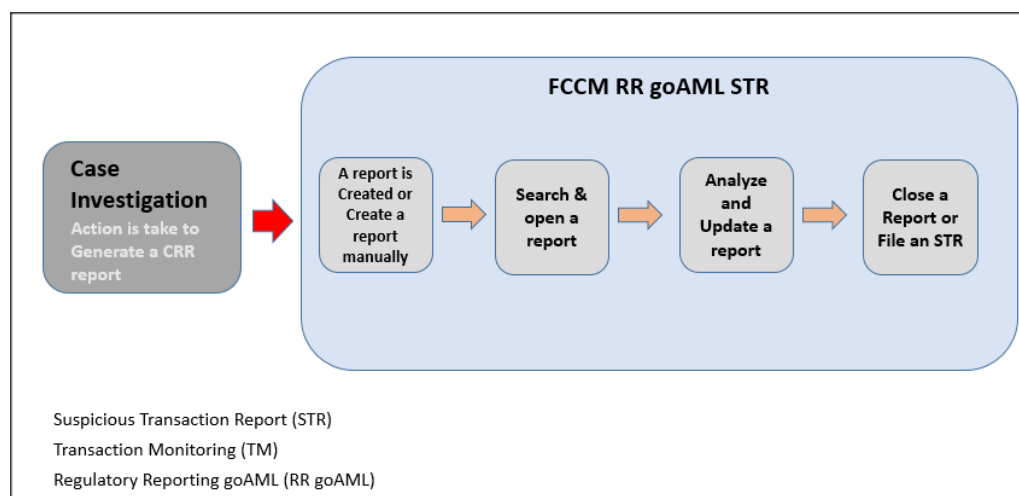 FCCM RR goAML STR
Case
Investigation
Action is take to
Generate a CRR
report
A report is
Created or
Create a
report
manually
Search &
open a
report
Analyze
and
Update a
report
Close a
Report or
File an STR
Suspicious Transaction Report (STR)
Transaction Monitoring (TM)
Regulatory Reporting goAML (RR goAML)